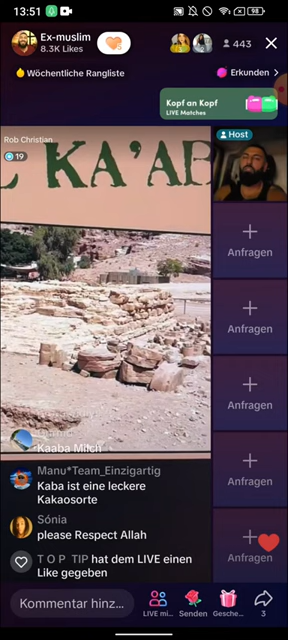 13:51
98
Ex-muslim
8.3K Likes
443
Wöchentliche Rangliste
Erkunden >
Kopf an Kopf
LIVE Matches
Rob Christian
19
KA'AB
Host
Anfragen
Anfragen
Anfragen
Anfragen
Anfragen
Kaaba Milch
Manu*Team_Einzigartig
Kaba ist eine leckere
Kakaosorte
Sónia
please Respect Allah
T O P TIP hat dem LIVE einen
Like gegeben
Kommentar hinz...
LIVE mi...
Senden
Gesche...
3